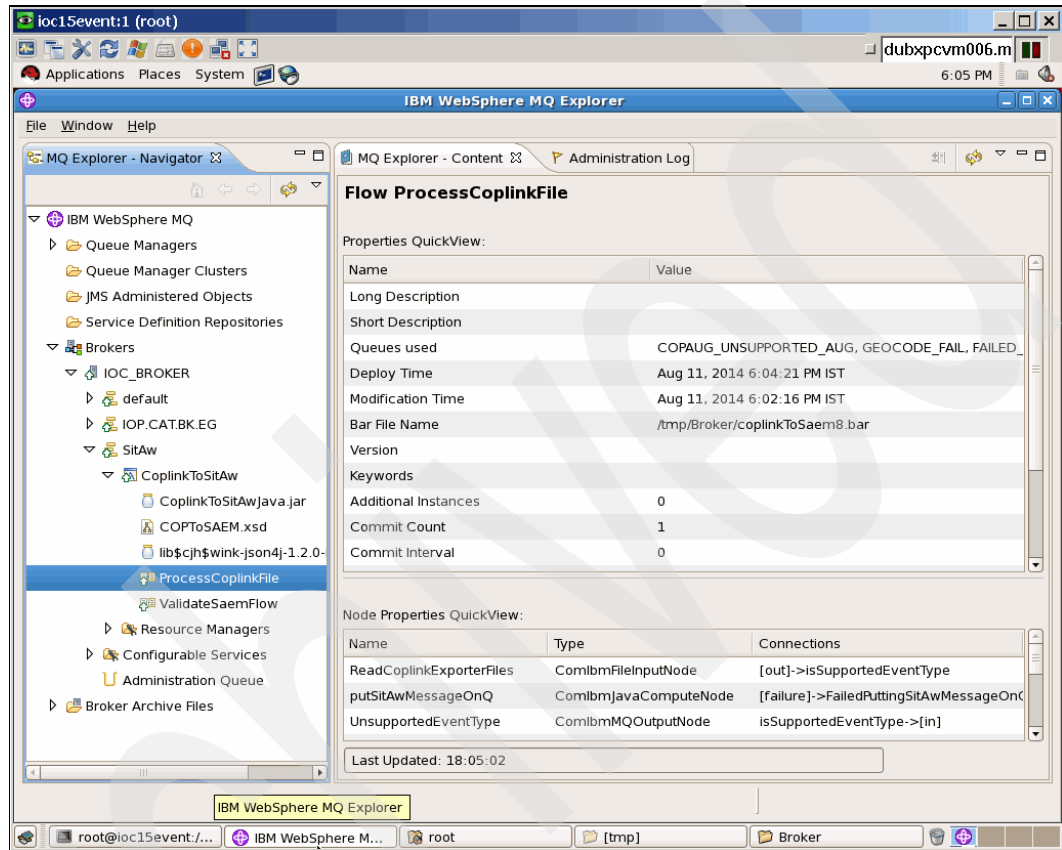 ioc15event:1 (root)
dubxpcvm006.m
Applications Places System
6:05 PM
IBM WebSphere MQ Explorer
File Window Help
MQ Explorer - Navigator
IBM WebSphere MQ
Queue Managers
Queue Manager Clusters
JMS Administered Objects
Service Definition Repositories
Brokers
IOC_BROKER
default
IOP.CAT.BK.EG
SitAw
CoplinkToSitAw
CoplinkToSitAwJava.jar
COPToSAEM.xsd
lib$cjh$wink-json4j-1.2.0-
ProcessCoplinkFile
ValidateSaemFlow
Resource Managers
Configurable Services
Administration Queue
Broker Archive Files
MQ Explorer - Content Administration Log
Flow ProcessCoplinkFile
Properties QuickView:
Name Value
Long Description
Short Description
Queues used COPAUG_UNSUPPORTED_AUG, GEOCODE_FAIL, FAILED_
Deploy Time Aug 11, 2014 6:04:21 PM IST
Modification Time Aug 11, 2014 6:02:16 PM IST
Bar File Name /tmp/Broker/coplinkToSaem8.bar
Version
Keywords
Additional Instances 0
Commit Count 1
Commit Interval 0
Node Properties QuickView:
Name Type Connections
ReadCoplinkExporterFiles ComIbmFileInputNode [out]->isSupportedEventType
putSitAwMessageOnQ ComIbmJavaComputeNode [failure]->FailedPuttingSitAwMessageOnQ
UnsupportedEventType ComIbmMQOutputNode isSupportedEventType->[in]
Last Updated: 18:05:02
IBM WebSphere MQ Explorer
root@ioc15event:/... IBM WebSphere M... root [tmp] Broker